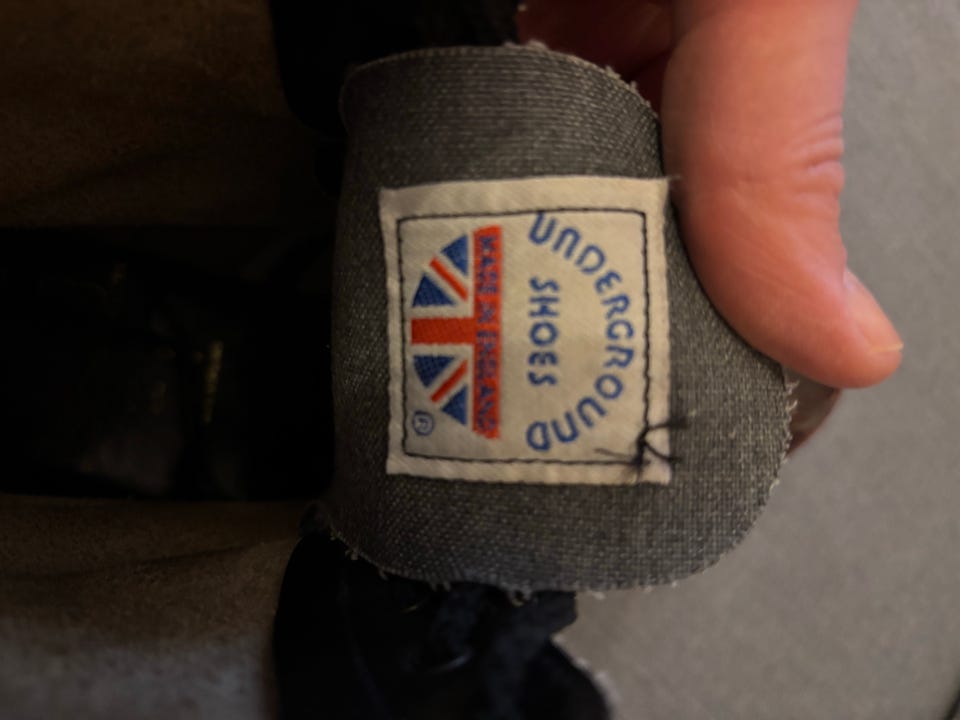 UNDERGROUND
SHOES
MADE IN ENGLAND
®